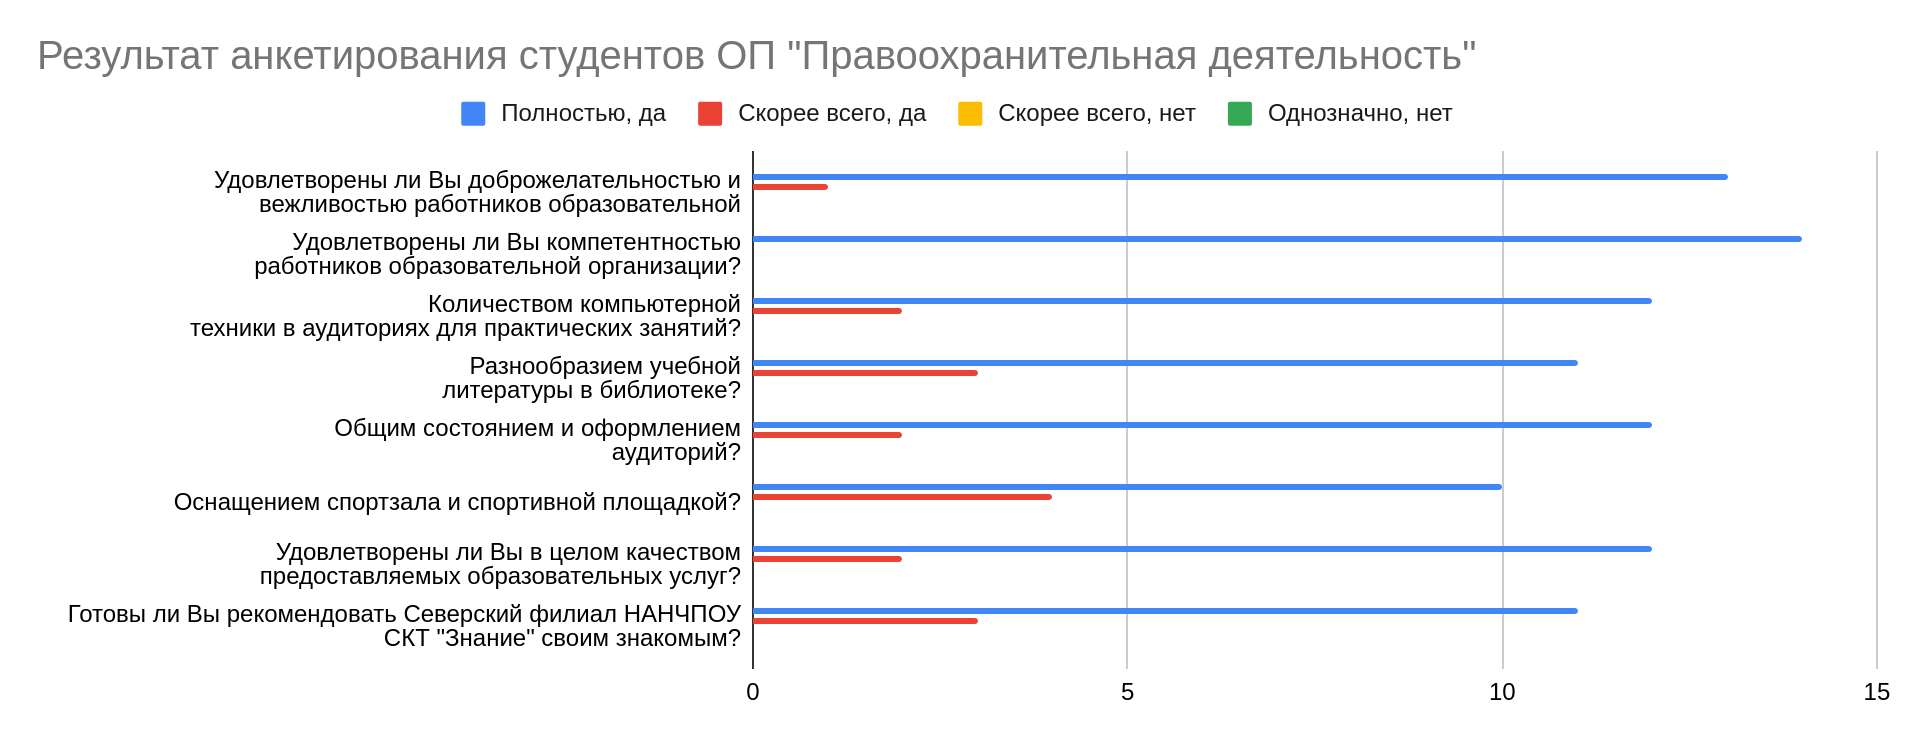 Результат анкетирования студентов ОП "Правоохранительная деятельность"
Полностью, да
Скорее всего, да
Скорее всего, нет
Однозначно, нет
Удовлетворены ли Вы доброжелательностью и
вежливостью работников образовательной
Удовлетворены ли Вы компетентностью
работников образовательной организации?
Количеством компьютерной
техники в аудиториях для практических занятий?
Разнообразием учебной
литературы в библиотеке?
Общим состоянием и оформлением
аудиторий?
Оснащением спортзала и спортивной площадкой?
Удовлетворены ли Вы в целом качеством
предоставляемых образовательных услуг?
Готовы ли Вы рекомендовать Северский филиал НАНЧПОУ
СКТ "Знание" своим знакомым?
0
5
10
15